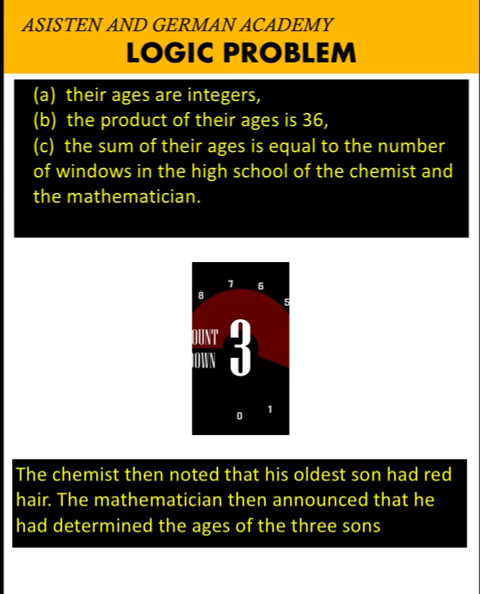 ASISTEN AND GERMAN ACADEMY
LOGIC PROBLEM
(a) their ages are integers,
(b) the product of their ages is 36,
(c) the sum of their ages is equal to the number
of windows in the high school of the chemist and
the mathematician.
7 6
8 5
OUNT 3
OWN
0 1
The chemist then noted that his oldest son had red
hair. The mathematician then announced that he
had determined the ages of the three sons